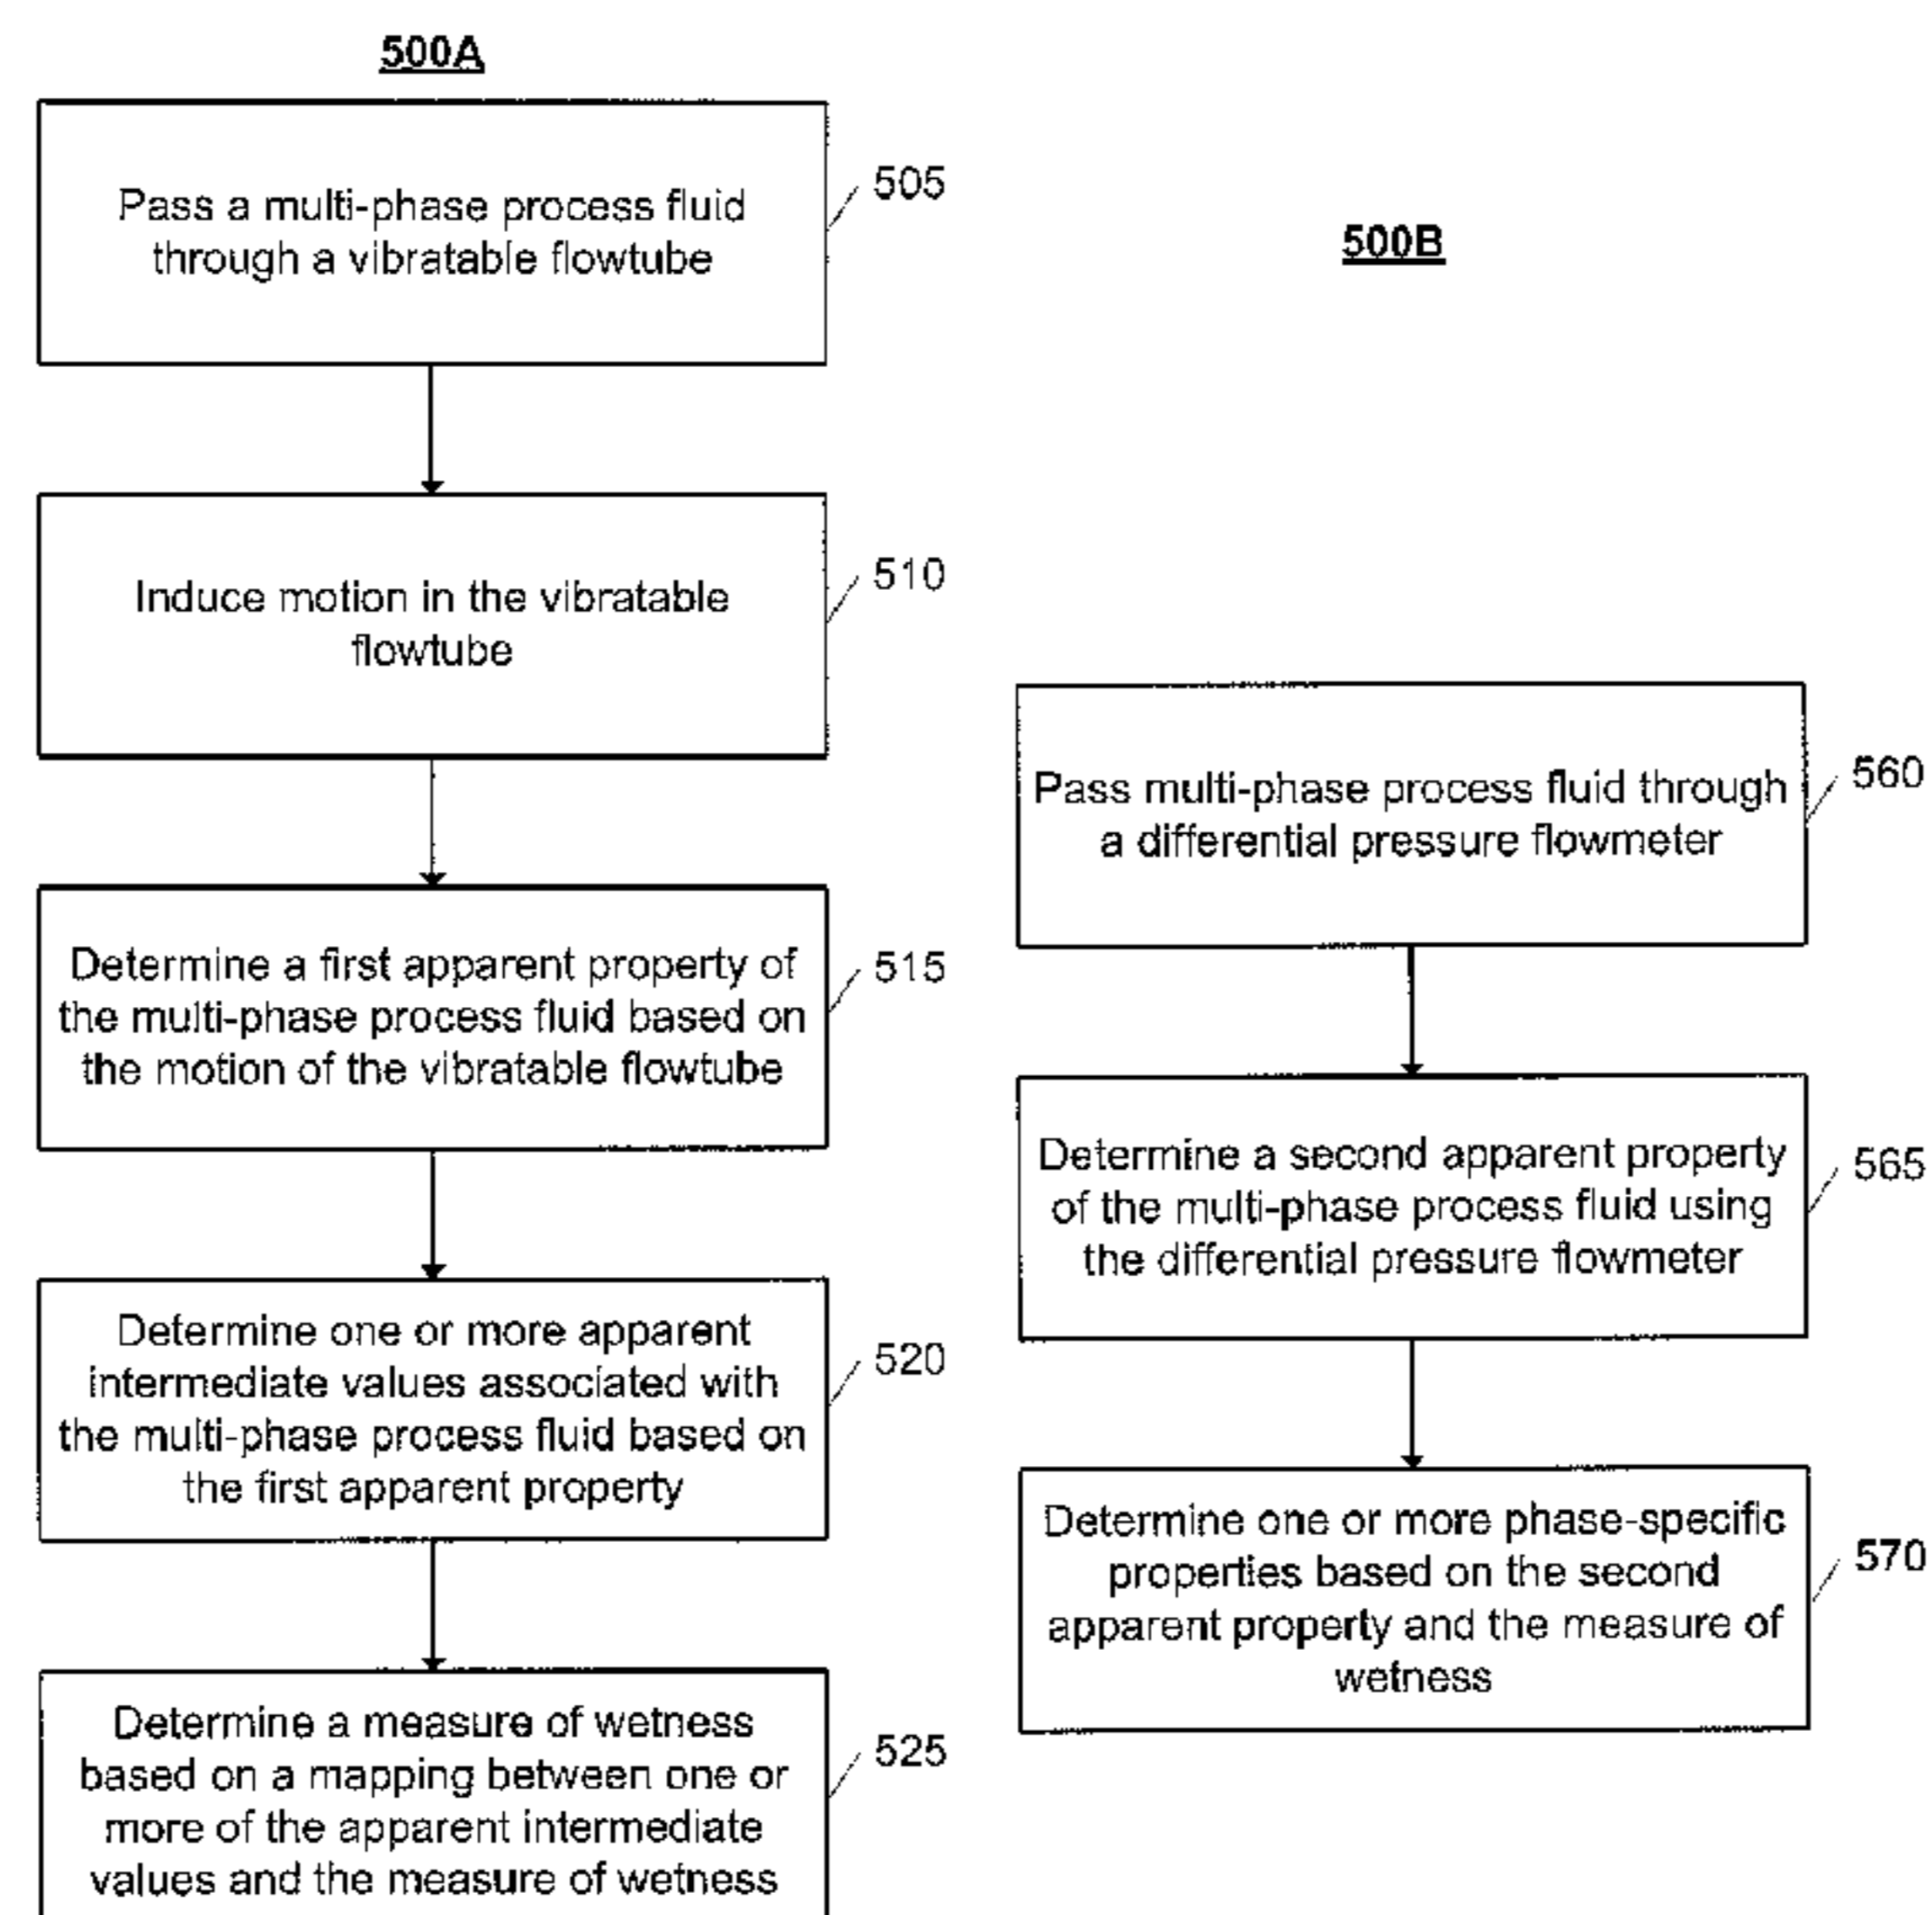 500A
Pass a multi-phase process fluid
through a vibratable flowtube
505
Induce motion in the vibratable
flowtube
510
Determine a first apparent property of
the multi-phase process fluid based on
the motion of the vibratable flowtube
515
Determine one or more apparent
intermediate values associated with
the multi-phase process fluid based on
the first apparent property
520
Determine a measure of wetness
based on a mapping between one or
more of the apparent intermediate
values and the measure of wetness
525
500B
Pass multi-phase process fluid through
a differential pressure flowmeter
560
Determine a second apparent property
of the multi-phase process fluid using
the differential pressure flowmeter
565
Determine one or more phase-specific
properties based on the second
apparent property and the measure of
wetness
570